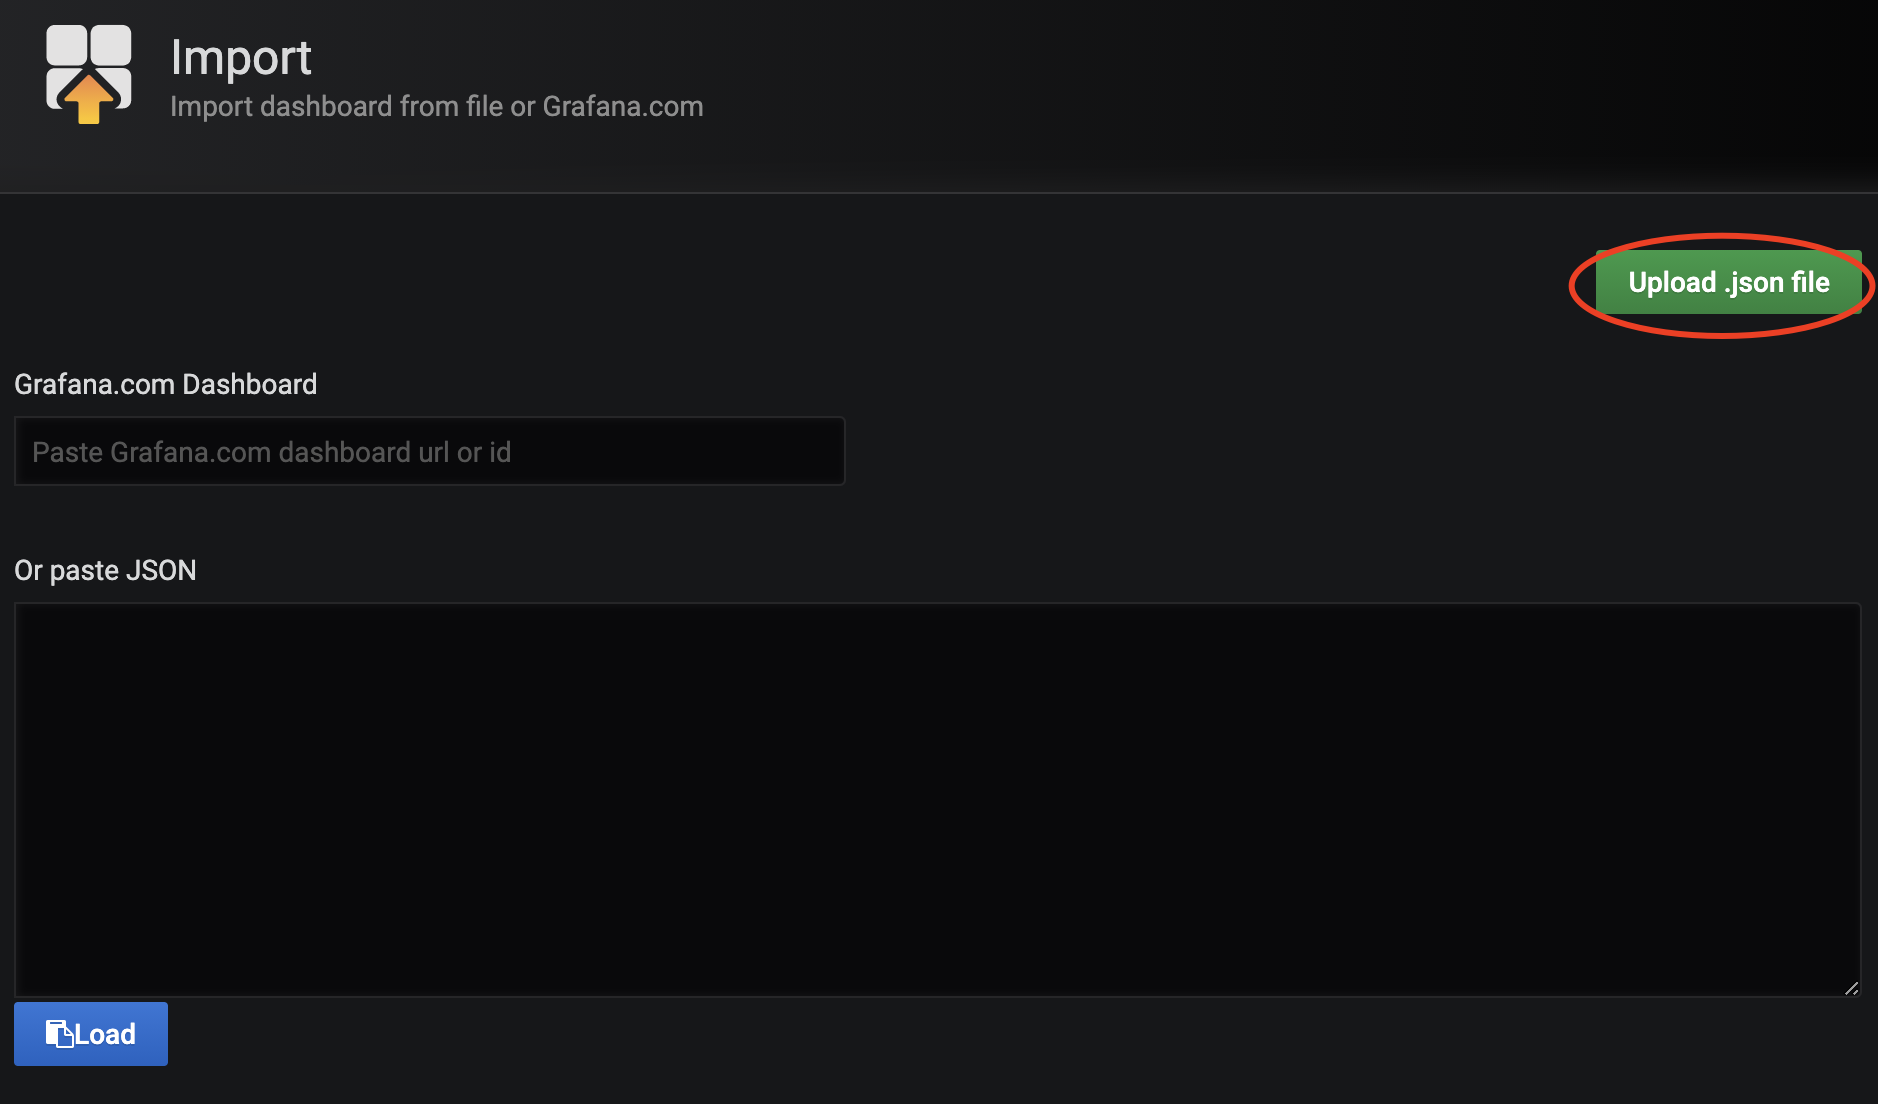 Import
Import dashboard from file or Grafana.com
Upload .json file
Grafana.com Dashboard
Paste Grafana.com dashboard url or id
Or paste JSON
Load